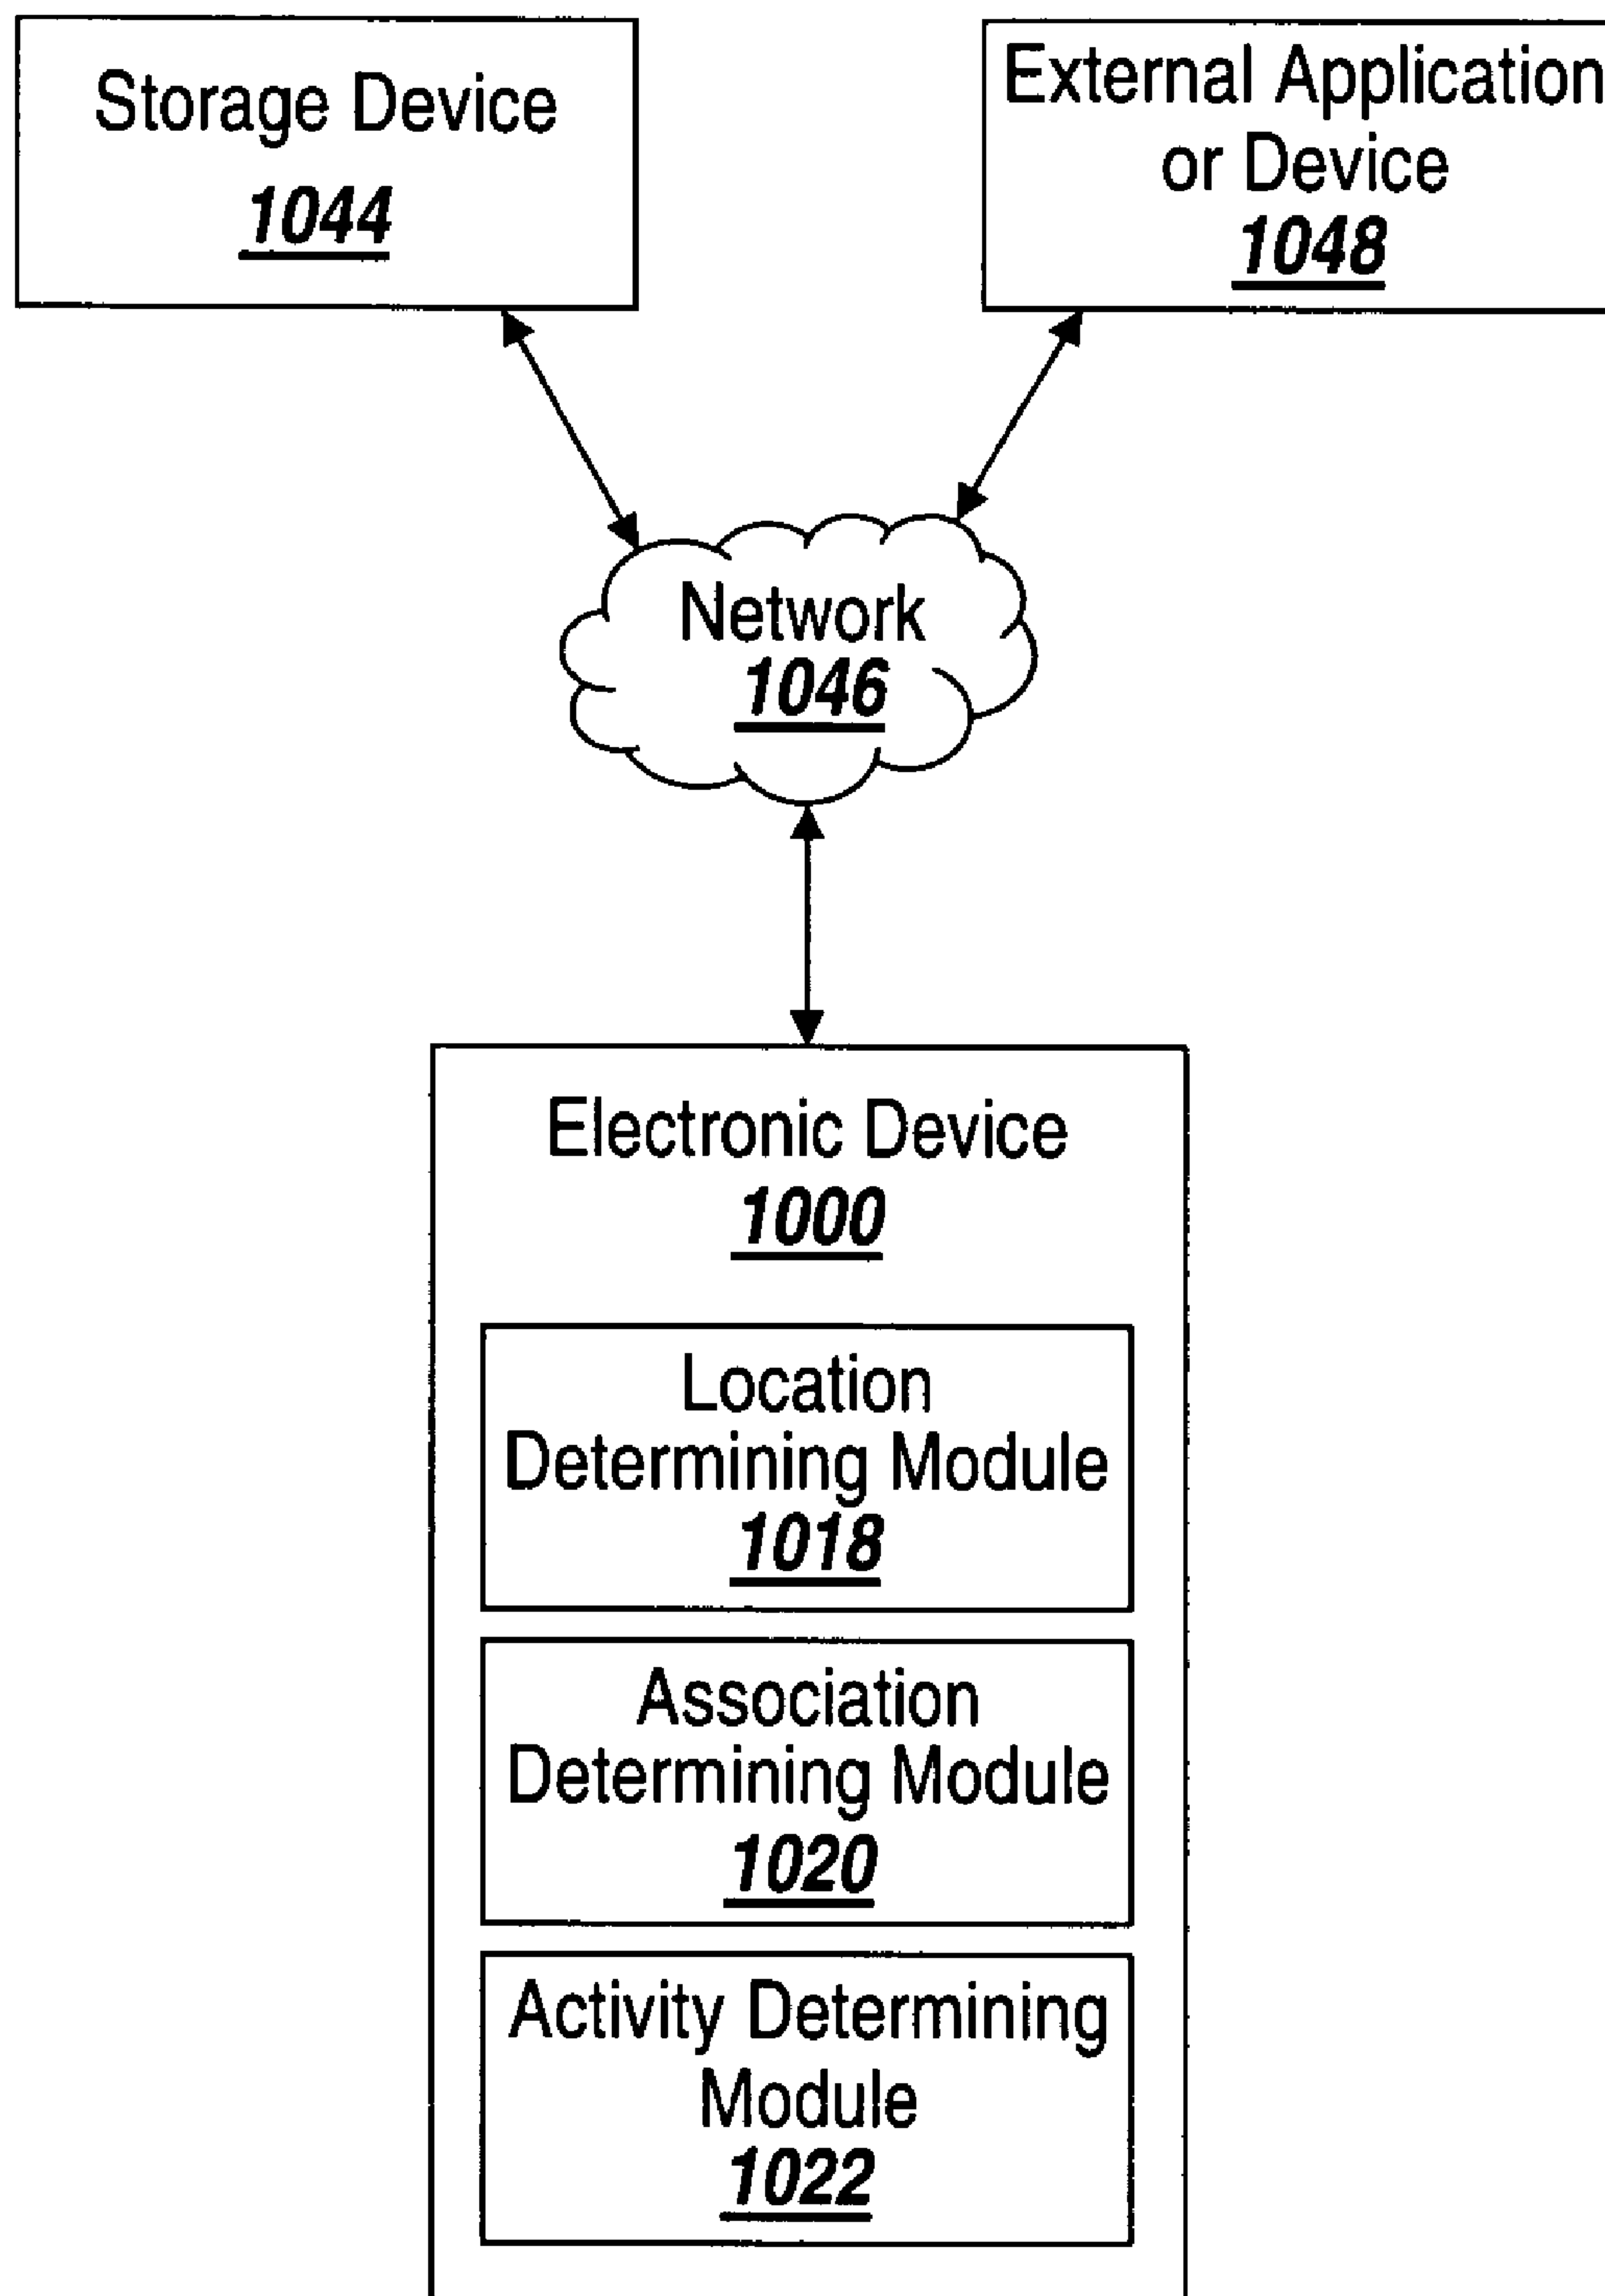 Storage Device
1044
External Application
or Device
1048
Network
1046
Electronic Device
1000
Location
Determining Module
1018
Association
Determining Module
1020
Activity Determining
Module
1022